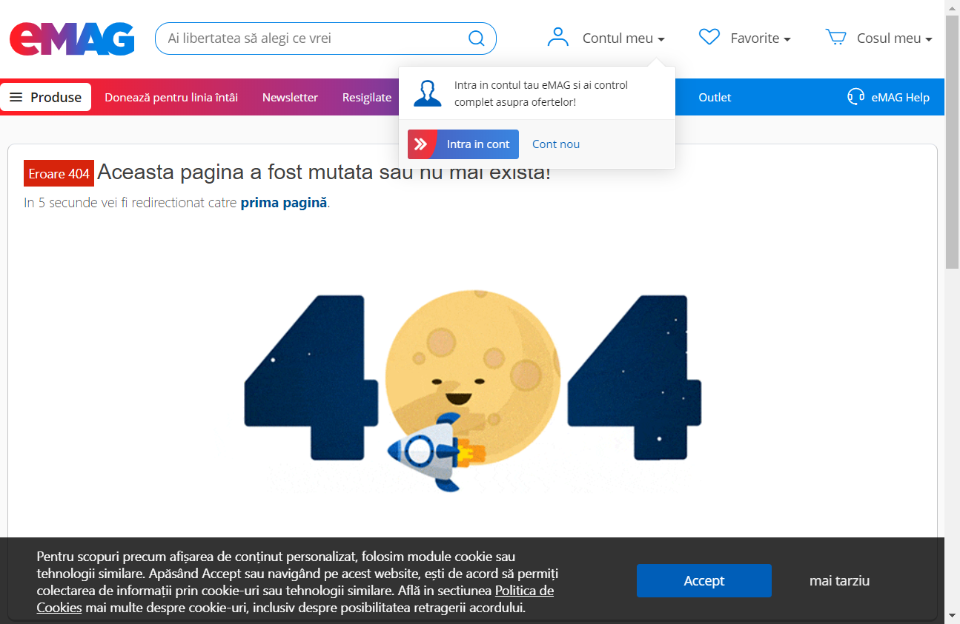 eMAG
Ai libertatea să alegi ce vrei
Contul meu
Favorite
Cosul meu
Produse
Donează pentru linia întâi
Newsletter
Resigilate
Outlet
eMAG Help
Intra in contul tau eMAG si ai control
complet asupra ofertelor!
Intra in cont
Cont nou
Eroare 404
Aceasta pagina a fost mutata sau nu mai exista!
In 5 secunde vei fi redirectionat catre prima pagină.
404
Pentru scopuri precum afișarea de conținut personalizat, folosim module cookie sau
tehnologii similare. Apăsând Accept sau navigând pe acest website, ești de acord să permiți
colectarea de informații prin cookie-uri sau tehnologii similare. Află in sectiunea Politica de
Cookies mai multe despre cookie-uri, inclusiv despre posibilitatea retragerii acordului.
Accept
mai tarziu